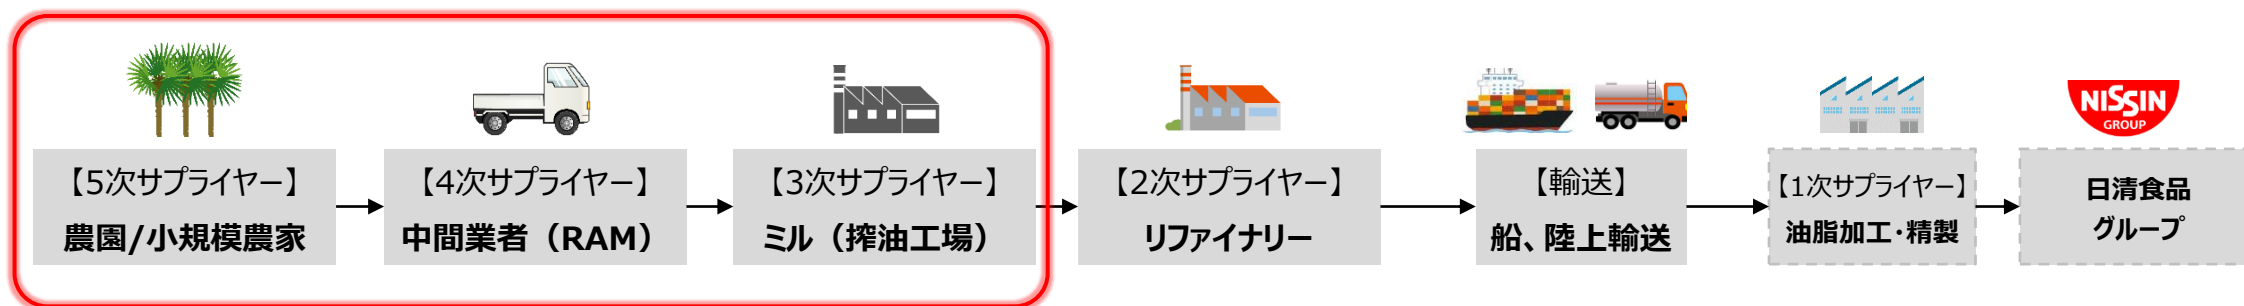 【5次サプライヤー】
農園/小規模農家
【4次サプライヤー】
中間業者（RAM）
【3次サプライヤー】
ミル（搾油工場）
【2次サプライヤー】
リファイナリー
【輸送】
船、陸上輸送
【1次サプライヤー】
油脂加工・精製
NISSIN
GROUP
日清食品
グループ